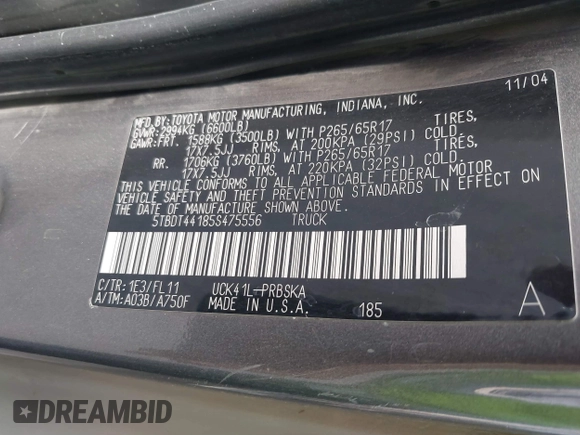 11/04
MFD.BY:TOYOTA MOTOR MANUFACTURING, INDIANA, INC.
GVWR:2994KG (6600LB)
GAWR:FRT. 1588KG (3500LB) WITH P265/65R17 TIRES,
17X7.5JJ RIMS, AT 200KPA (29PSI) COLD
RR. 1706KG (3760LB) WITH P265/65R17 TIRES,
17X7.5JJ RIMS, AT 220KPA (32PSI) COLD
THIS VEHICLE CONFORMS TO ALL APPLICABLE FEDERAL MOTOR
VEHICLE SAFETY AND THEFT PREVENTION STANDARDS IN EFFECT ON
THE DATE OF MANUFACTURE SHOWN ABOVE.
5TBDT44185S475556 TRUCK
C/TR:1E3/FL11 UCK41L-PRBSKA
A/TM:A03B/A750F MADE IN U.S.A. 185 A
DREAMBID